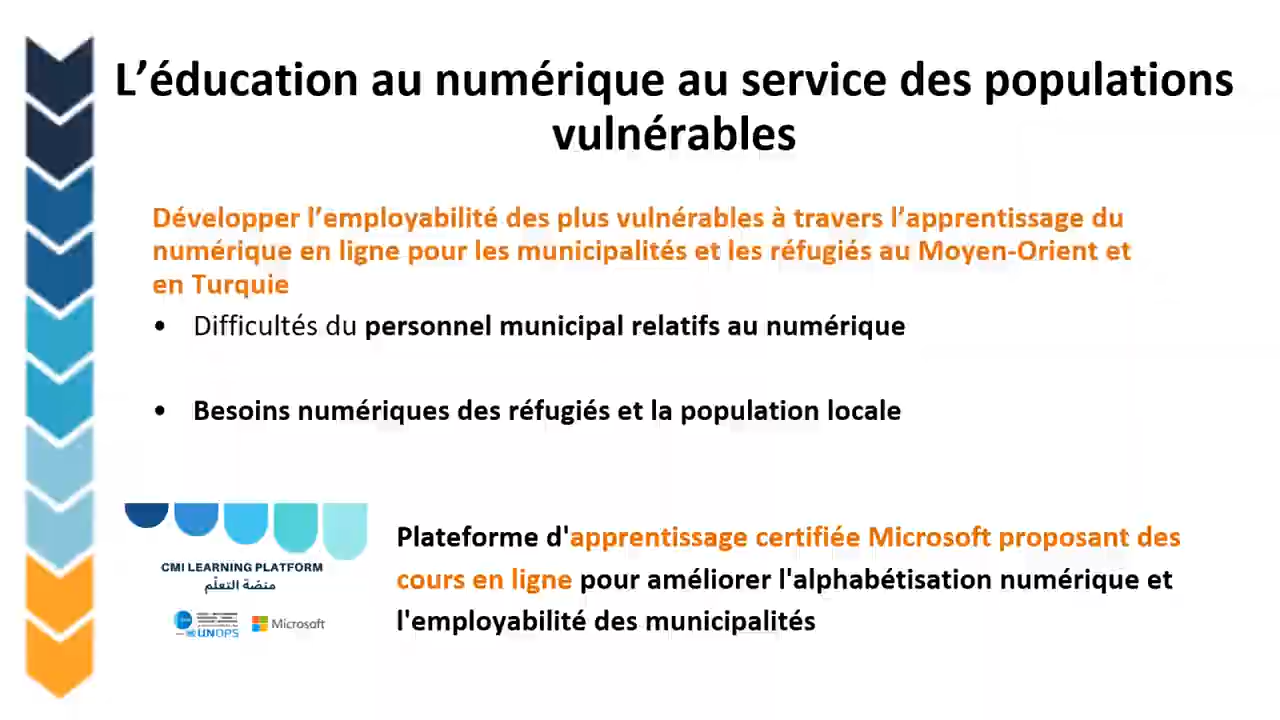 L’éducation au numérique au service des populations
vulnérables
Développer l’employabilité des plus vulnérables à travers l’apprentissage du
numérique en ligne pour les municipalités et les réfugiés au Moyen-Orient et
en Turquie
• Difficultés du personnel municipal relatifs au numérique
• Besoins numériques des réfugiés et la population locale
CMI LEARNING PLATFORM
منصّة التعلّم
UNOPS
Microsoft
Plateforme d'apprentissage certifiée Microsoft proposant des
cours en ligne pour améliorer l'alphabétisation numérique et
l'employabilité des municipalités